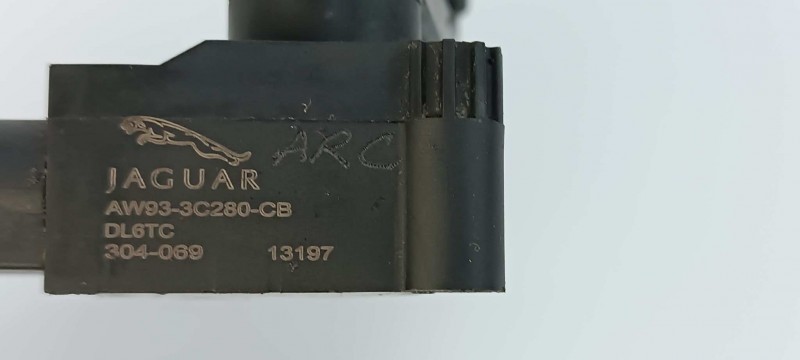 ARC
JAGUAR
AW93-3C280-CB
DL6TC
304-069 13197